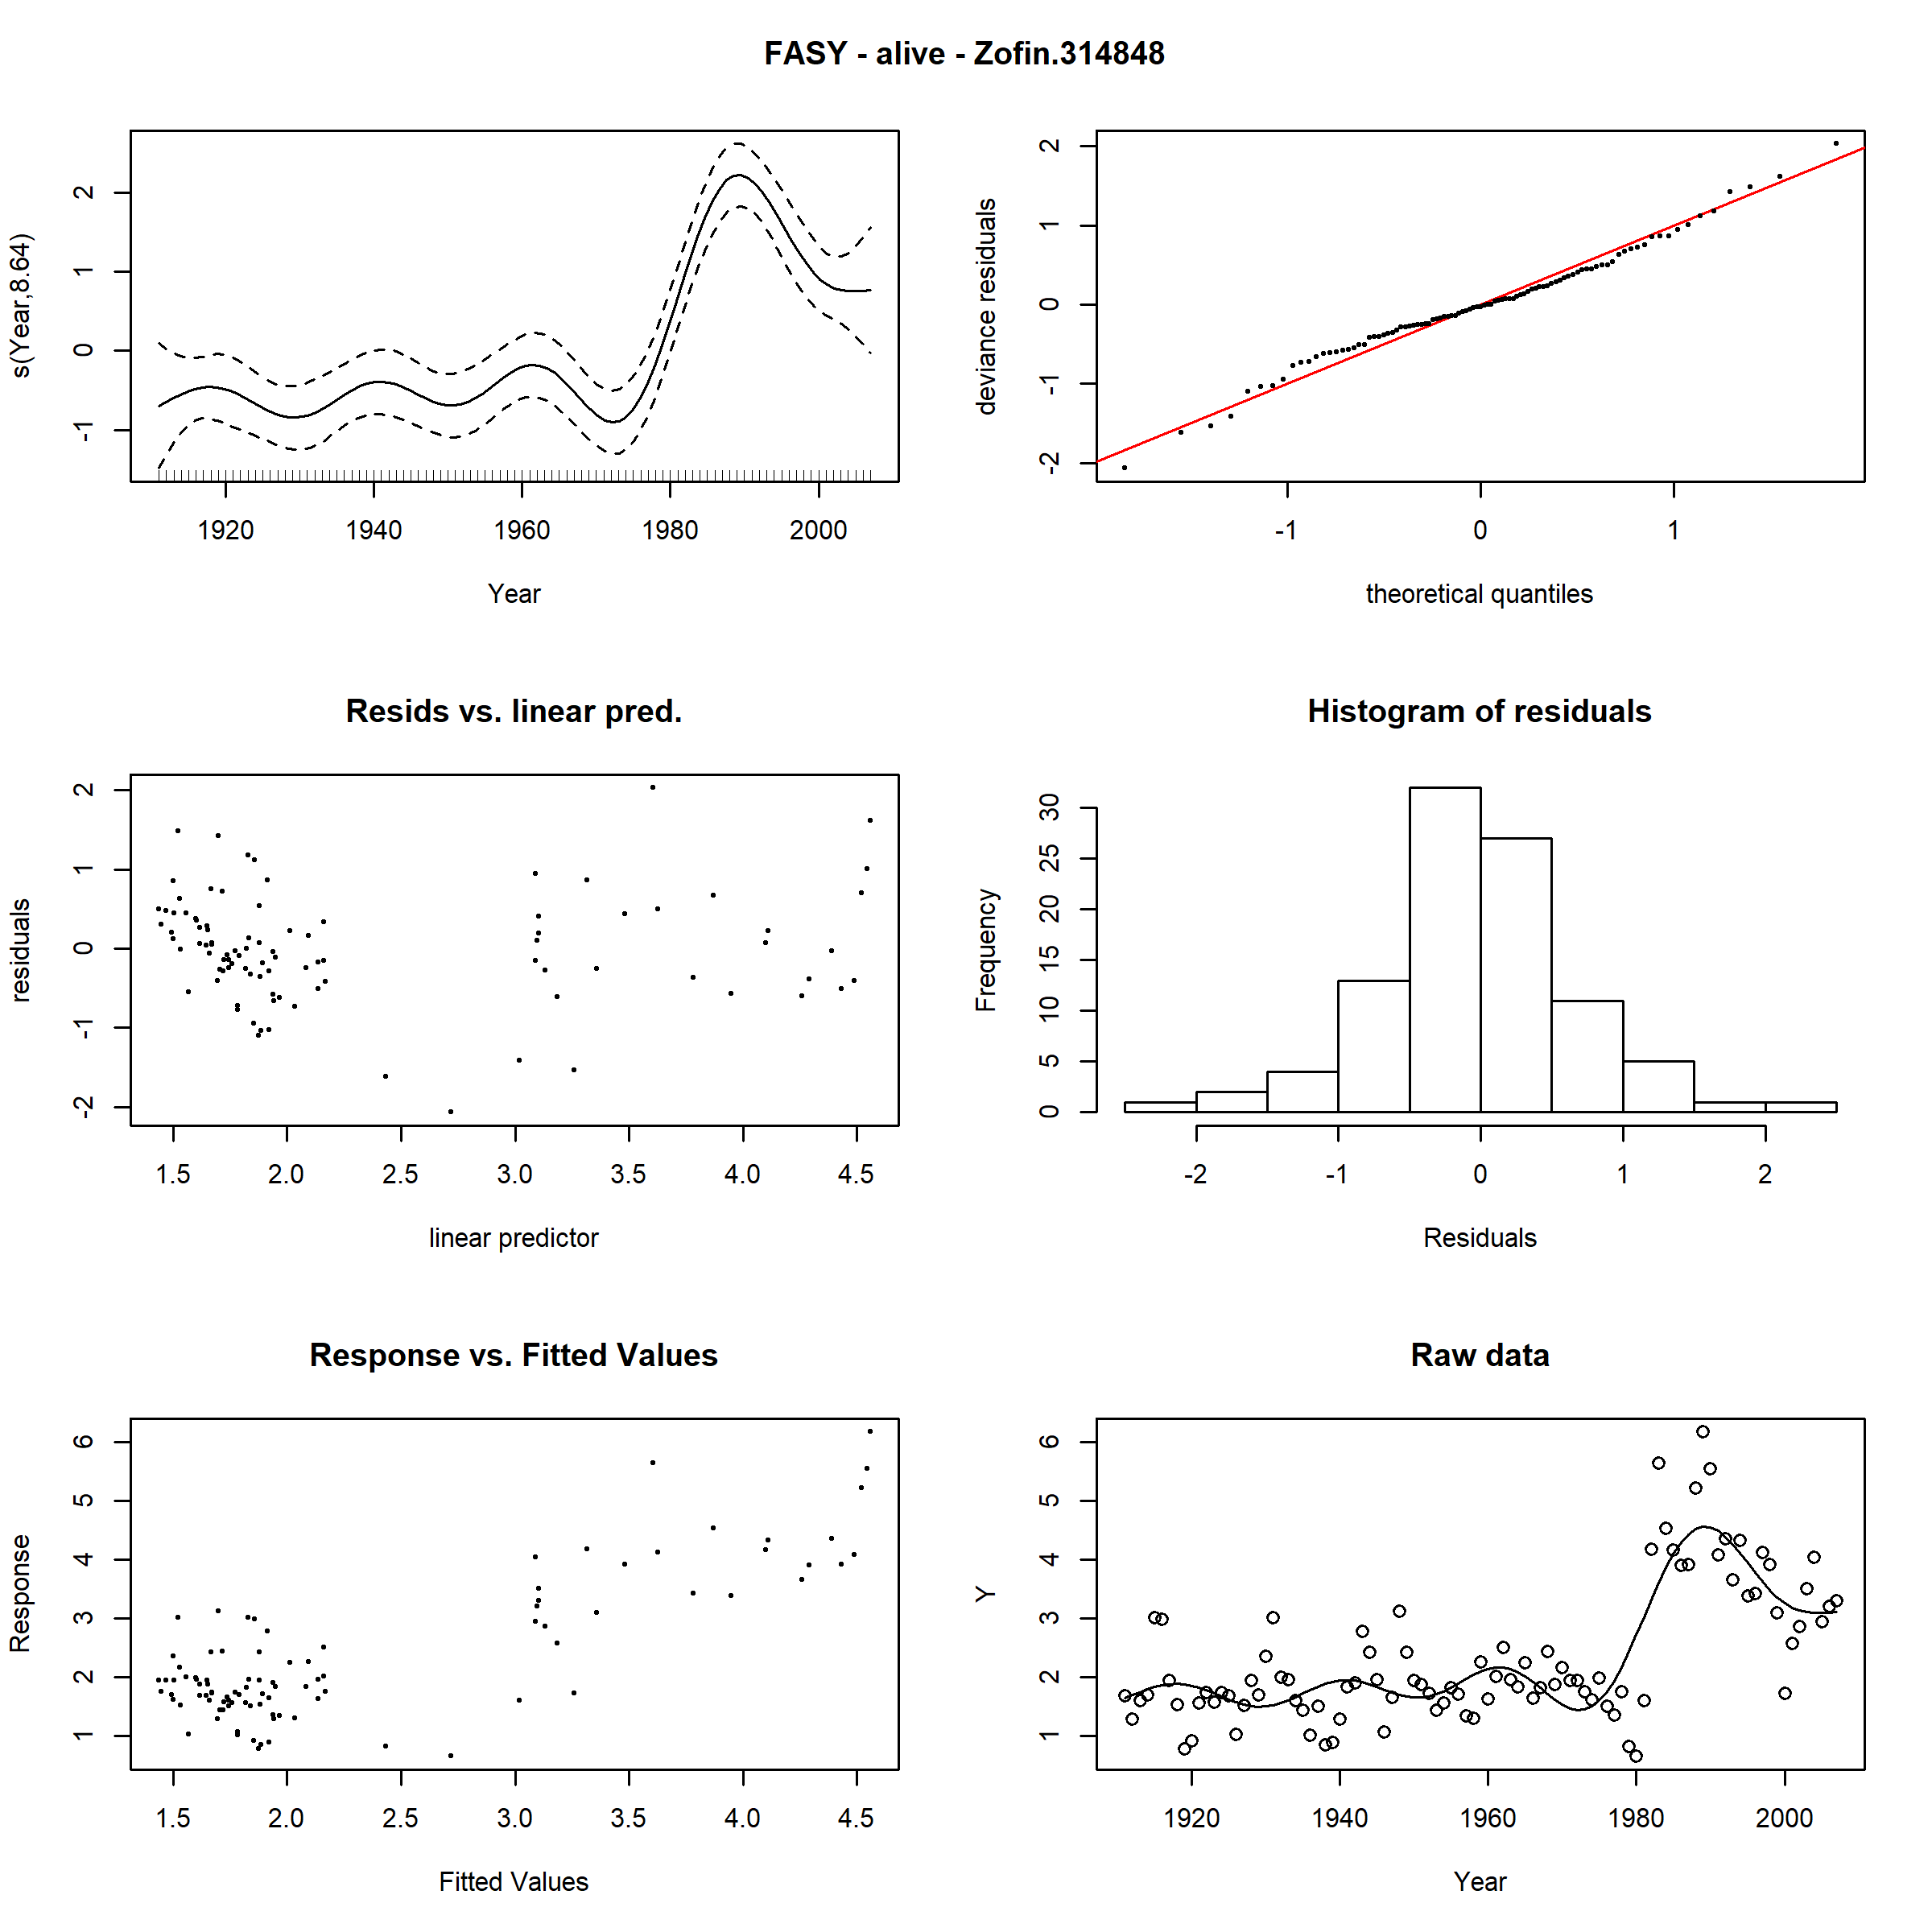 FASY - alive - Zofin.314848
s(Year,8.64)
-1 0 1 2
1920 1940 1960 1980 2000
Year
deviance residuals
-2 -1 0 1 2
-1 0 1
theoretical quantiles
Resids vs. linear pred.
residuals
-2 -1 0 1 2
1.5 2.0 2.5 3.0 3.5 4.0 4.5
linear predictor
Histogram of residuals
Frequency
0 5 10 15 20 25 30
-2 -1 0 1 2
Residuals
Response vs. Fitted Values
Response
1 2 3 4 5 6
1.5 2.0 2.5 3.0 3.5 4.0 4.5
Fitted Values
Raw data
Y
1 2 3 4 5 6
1920 1940 1960 1980 2000
Year